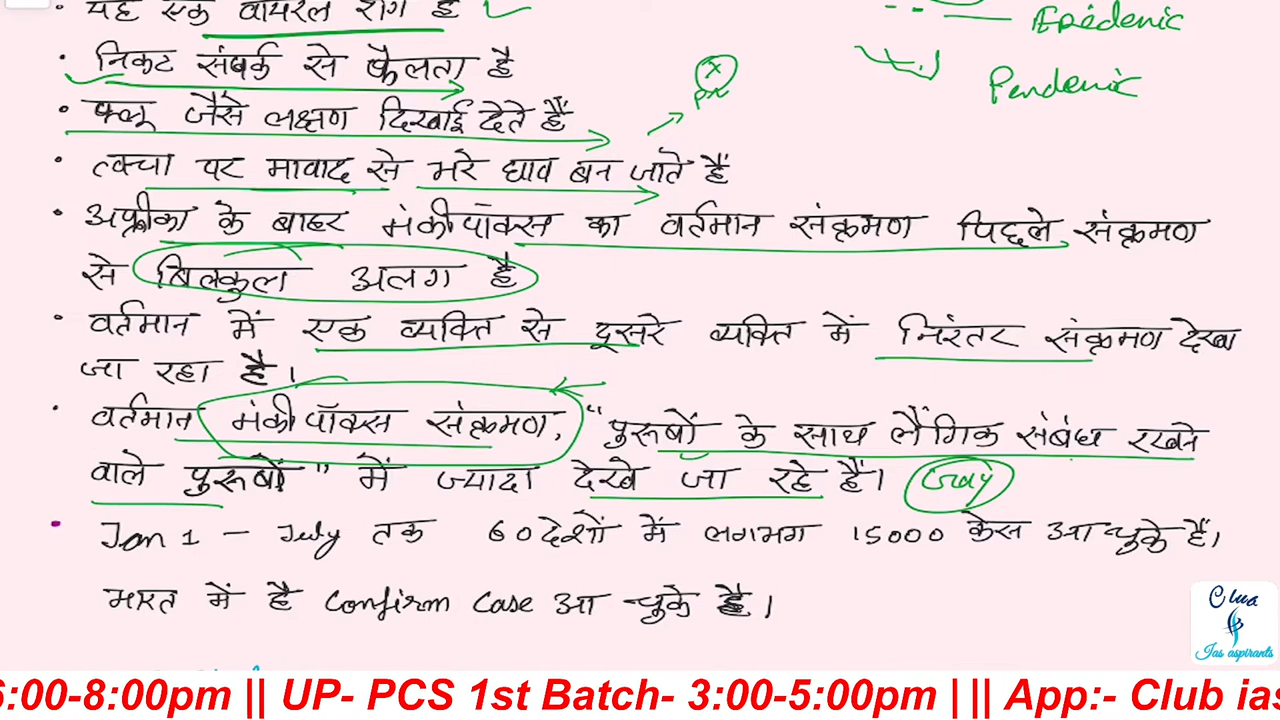 यह एक वायरल रोग है
Epedenic
निकट संपर्क से फैलता है
Pendenic
फ्लू जैसे लक्षण दिखाई देते हैं
त्वचा पर मावाद से भरे घाव बन जाते हैं
अफ्रीका के बाहर मंकीपॉक्स का वर्तमान संक्रमण पिछले संक्रमण
से बिलकुल अलग है
वर्तमान में एक व्यक्ति से दूसरे व्यक्ति में निरंतर संक्रमण देखा
जा रहा है।
वर्तमान मंकीपॉक्स संक्रमण, "पुरूषों के साथ लैंगिक संबंध रखने
वाले पुरूषों" में ज्यादा देखे जा रहे हैं। Gay
Jan 1 - July तक 60 देशों में लगभग 15000 केस आ चुके हैं।
भारत में है Confirm Case आ चुके है।
Club
Ias aspirants
6:00-8:00pm || UP- PCS 1st Batch- 3:00-5:00pm | || App:- Club ias